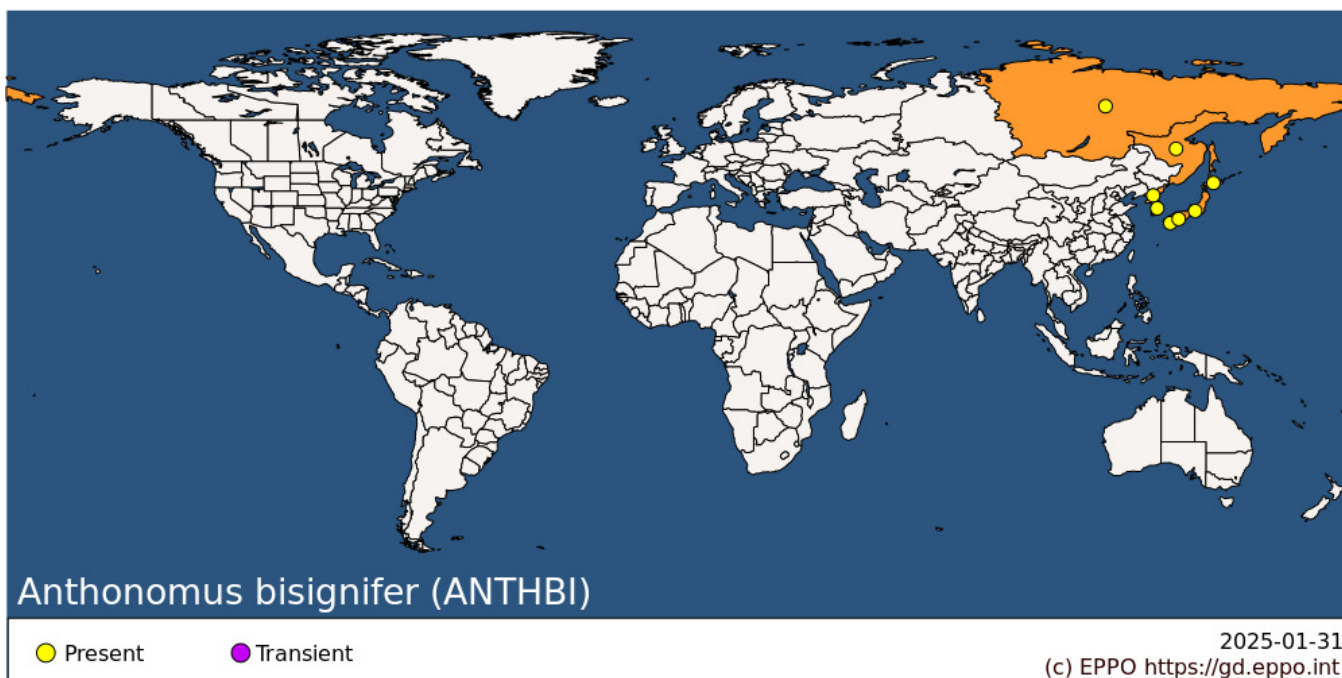 Anthonomus bisignifer (ANTHBI)
Present
Transient
2025-01-31
(c) EPPO https://gd.eppo.int